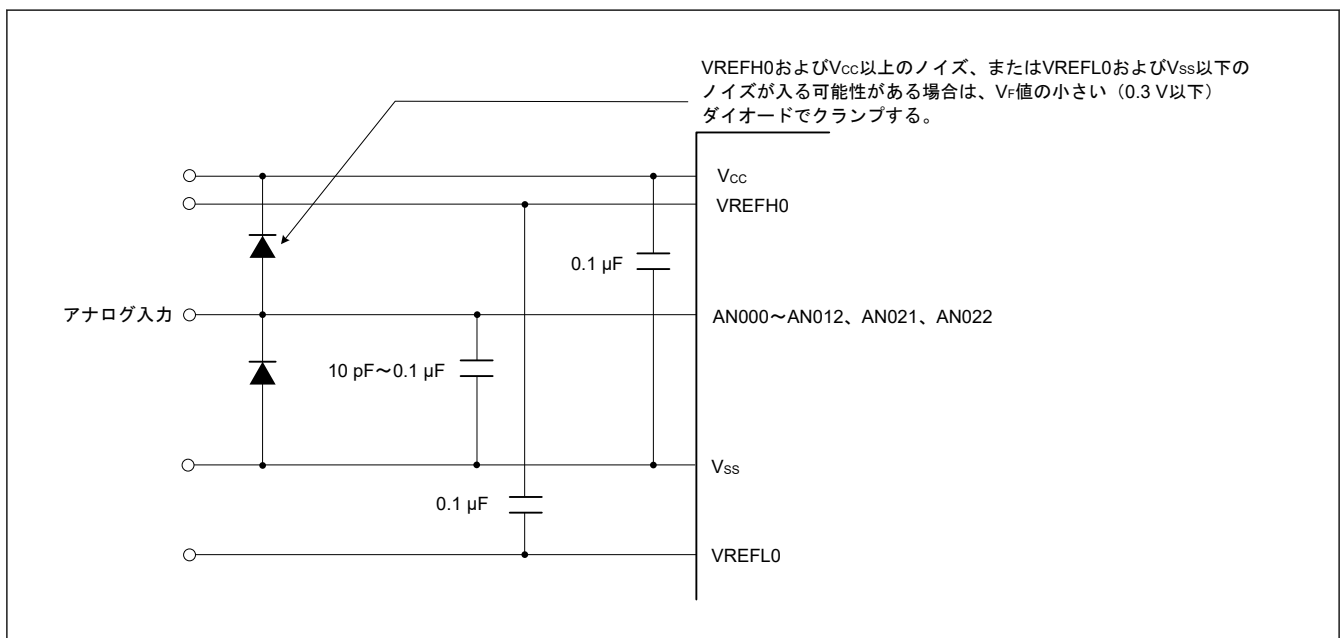 VREFH0およびVCC以上のノイズ、またはVREFL0およびVSS以下の
ノイズが入る可能性がある場合は、VF値の小さい（0.3 V以下）
ダイオードでクランプする。
VCC
VREFH0
0.1 µF
アナログ入力
AN000～AN012、AN021、AN022
10 pF～0.1 µF
VSS
0.1 µF
VREFL0